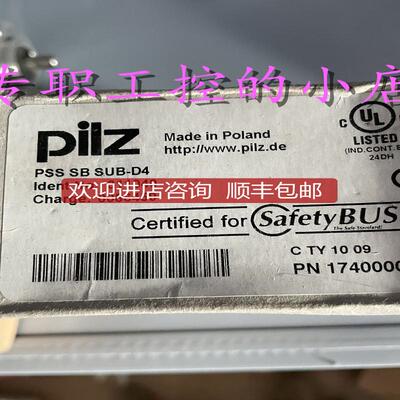 专职工控的小店
pilz
Made in Poland
http://www.pilz.de
C UL
LISTED
(IND.CONT.E
24DH
PSS SB SUB-D4
Ident
欢迎进店咨询 顺丰包邮
Charge
Certified for SafetyBUS
The Safe Standard!
C TY 10 09
PN 1740000